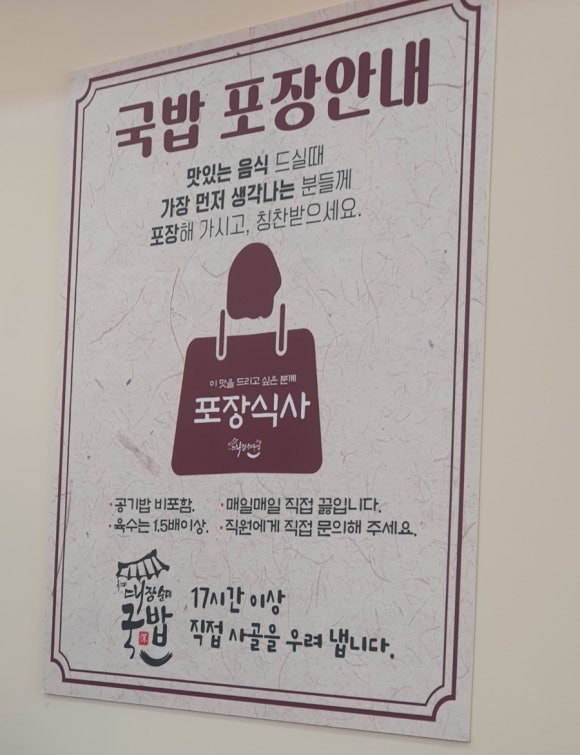 국밥 포장안내
맛있는 음식 드실때
가장 먼저 생각나는 분들께
포장해 가시고, 칭찬받으세요.
이 맛을 드리고 싶은 분께
포장식사
·공기밥 비포함. ·매일매일 직접 끓입니다.
·육수는 1.5배이상. ·직원에게 직접 문의해 주세요.
국밥
17시간 이상
직접 사골을 우려 냅니다.